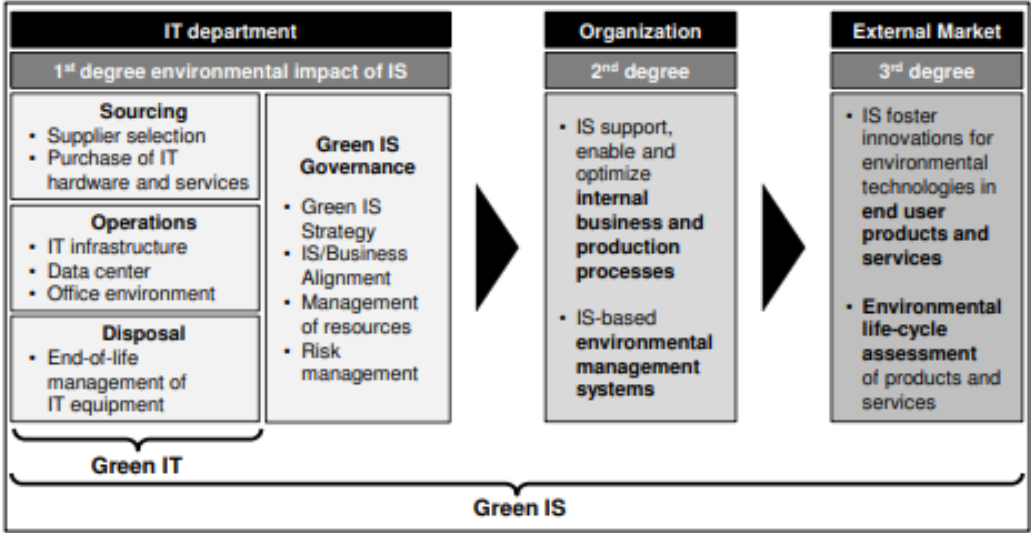 IT department
1st degree environmental impact of IS
Sourcing
• Supplier selection
• Purchase of IT
hardware and services
Operations
• IT infrastructure
• Data center
• Office environment
Disposal
• End-of-life
management of
IT equipment
Green IS
Governance
• Green IS
Strategy
• IS/Business
Alignment
• Management
of resources
• Risk
management
Green IT
Organization
2nd degree
• IS support,
enable and
optimize
internal
business and
production
processes
• IS-based
environmental
management
systems
External Market
3rd degree
• IS foster
innovations for
environmental
technologies in
end user
products and
services
• Environmental
life-cycle
assessment
of products and
services
Green IS